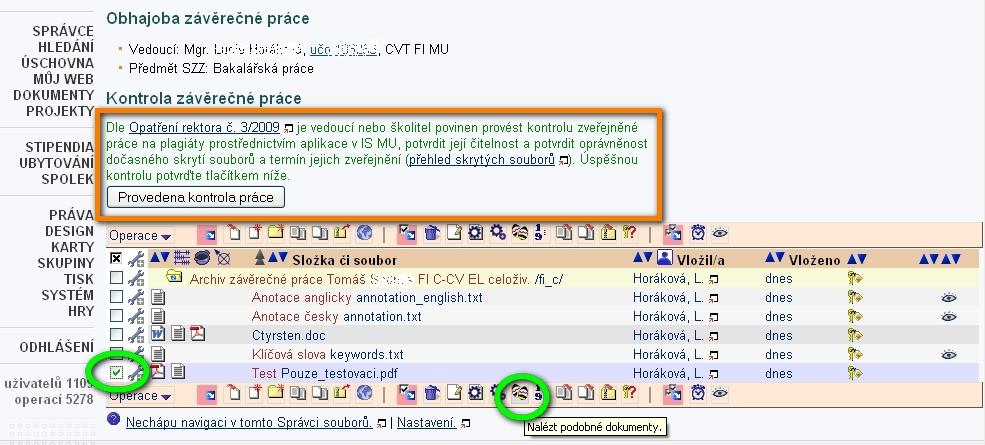 SPRÁVCE
HLEDÁNÍ
ÚSCHOVNA
MŮJ WEB
DOKUMENTY
PROJEKTY
STIPENDIA
UBYTOVÁNÍ
SPOLEK
PRÁVA
DESIGN
KARTY
SKUPINY
TISK
SYSTÉM
HRY
ODHLÁŠENÍ
uživatelů 1109
operací 5278
Obhajoba závěrečné práce
Vedoucí: Mgr. , učo , CVT FI MU
Předmět SZZ: Bakalářská práce
Kontrola závěrečné práce
Dle Opatření rektora č. 3/2009 je vedoucí nebo školitel povinen provést kontrolu zveřejněné
práce na plagiáty prostřednictvím aplikace v IS MU, potvrdit její čitelnost a potvrdit oprávněnost
dočasného skrytí souborů a termín jejich zveřejnění (přehled skrytých souborů). Úspěšnou
kontrolu potvrďte tlačítkem níže.
Provedena kontrola práce
Operace
Složka či soubor Vložil/a Vloženo
Archiv závěrečné práce Tomáš FI C-CV EL celoživ. /fi_c/ Horáková, L. dnes
Anotace anglicky annotation_english.txt Horáková, L. dnes
Anotace česky annotation.txt Horáková, L. dnes
Ctyrsten.doc Horáková, L. dnes
Klíčová slova keywords.txt Horáková, L. dnes
Test Pouze_testovaci.pdf Horáková, L. dnes
Operace
Nechápu navigaci v tomto Správci souborů. | Nastavení.
Nalézt podobné dokumenty.